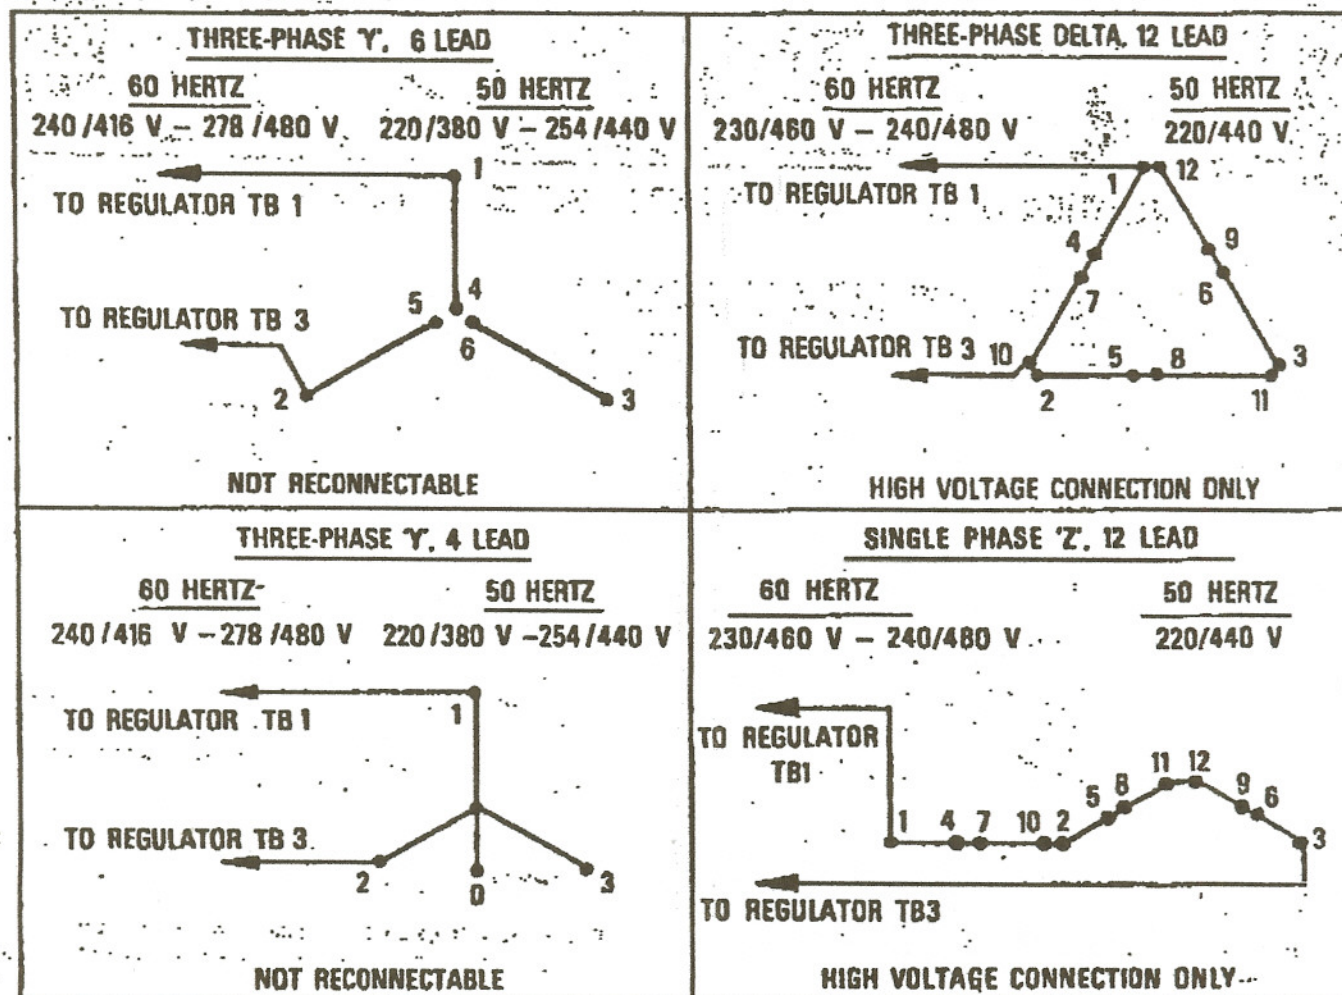 THREE-PHASE 'Y', 6 LEAD
60 HERTZ
50 HERTZ
240/416 V – 278/480 V
220/380 V – 254/440 V
1
TO REGULATOR TB 1
4
5
6
TO REGULATOR TB 3
2
3
NOT RECONNECTABLE
THREE-PHASE DELTA, 12 LEAD
60 HERTZ
50 HERTZ
230/460 V – 240/480 V
220/440 V
1
12
TO REGULATOR TB 1
4
9
7
6
TO REGULATOR TB 3
10
5
8
3
2
11
HIGH VOLTAGE CONNECTION ONLY
THREE-PHASE 'Y', 4 LEAD
60 HERTZ
50 HERTZ
240/416 V – 278/480 V
220/380 V – 254/440 V
TO REGULATOR TB 1
1
TO REGULATOR TB 3
2
0
3
NOT RECONNECTABLE
SINGLE PHASE 'Z', 12 LEAD
60 HERTZ
50 HERTZ
230/460 V – 240/480 V
220/440 V
TO REGULATOR
TB1
1
4
7
10
2
5
8
11
12
9
6
3
TO REGULATOR TB3
HIGH VOLTAGE CONNECTION ONLY